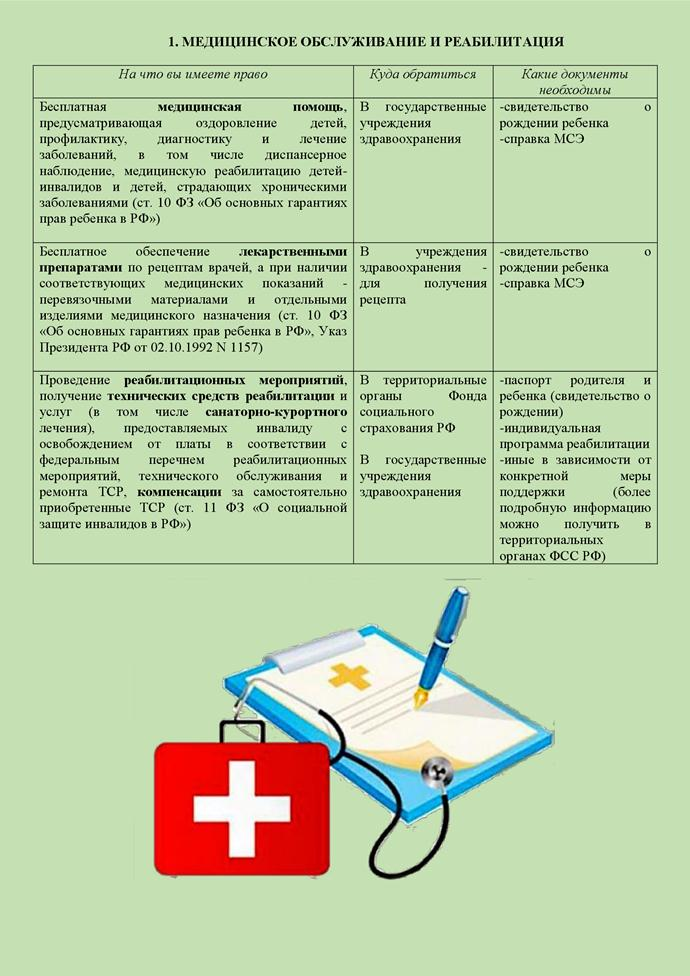 1. МЕДИЦИНСКОЕ ОБСЛУЖИВАНИЕ И РЕАБИЛИТАЦИЯ
На что вы имеете право
Куда обратиться
Какие документы
необходимы
Бесплатная медицинская помощь,
предусматривающая оздоровление детей,
профилактику, диагностику и лечение
заболеваний, в том числе диспансерное
наблюдение, медицинскую реабилитацию детей-
инвалидов и детей, страдающих хроническими
заболеваниями (ст. 10 ФЗ «Об основных гарантиях
прав ребенка в РФ»)
В государственные
учреждения
здравоохранения
-свидетельство о
рождении ребенка
-справка МСЭ
Бесплатное обеспечение лекарственными
препаратами по рецептам врачей, а при наличии
соответствующих медицинских показаний -
перевязочными материалами и отдельными
изделиями медицинского назначения (ст. 10 ФЗ
«Об основных гарантиях прав ребенка в РФ», Указ
Президента РФ от 02.10.1992 N 1157)
В учреждения
здравоохранения -
для получения
рецепта
-свидетельство о
рождении ребенка
-справка МСЭ
Проведение реабилитационных мероприятий,
получение технических средств реабилитации и
услуг (в том числе санаторно-курортного
лечения), предоставляемых инвалиду с
освобождением от платы в соответствии с
федеральным перечнем реабилитационных
мероприятий, технического обслуживания и
ремонта ТСР, компенсации за самостоятельно
приобретенные ТСР (ст. 11 ФЗ «О социальной
защите инвалидов в РФ»)
В территориальные
органы Фонда
социального
страхования РФ
В государственные
учреждения
здравоохранения
-паспорт родителя и
ребенка (свидетельство о
рождении)
-индивидуальная
программа реабилитации
-иные в зависимости от
конкретной меры
поддержки (более
подробную информацию
можно получить в
территориальных
органах ФСС РФ)